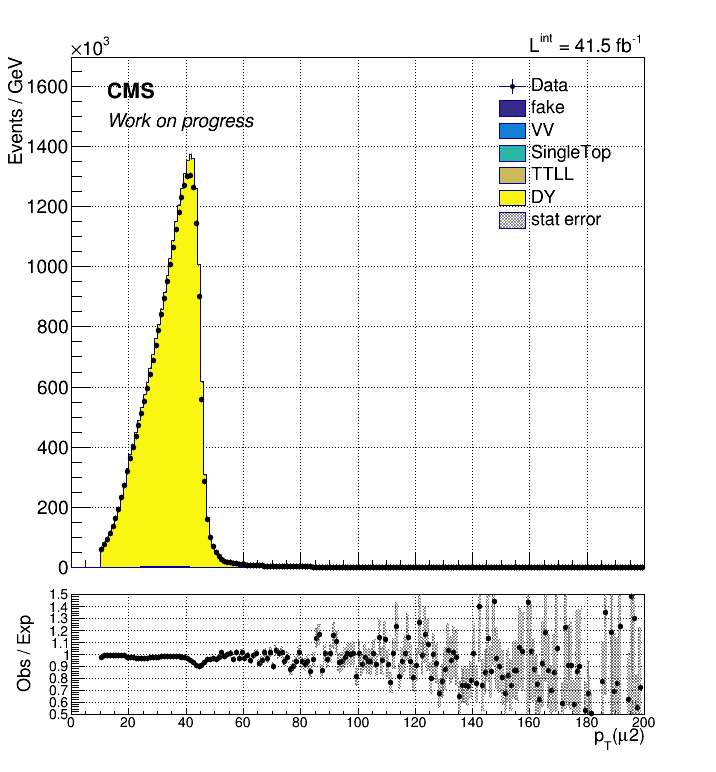 ×10³
L^int = 41.5 fb⁻¹
Events / GeV
CMS
Work on progress
Data
fake
VV
SingleTop
TTLL
DY
stat error
1600
1400
1200
1000
800
600
400
200
0
Obs / Exp
1.5
1.4
1.3
1.2
1.1
1
0.9
0.8
0.7
0.6
0.5
0 20 40 60 80 100 120 140 160 180 200
p_T(μ2)